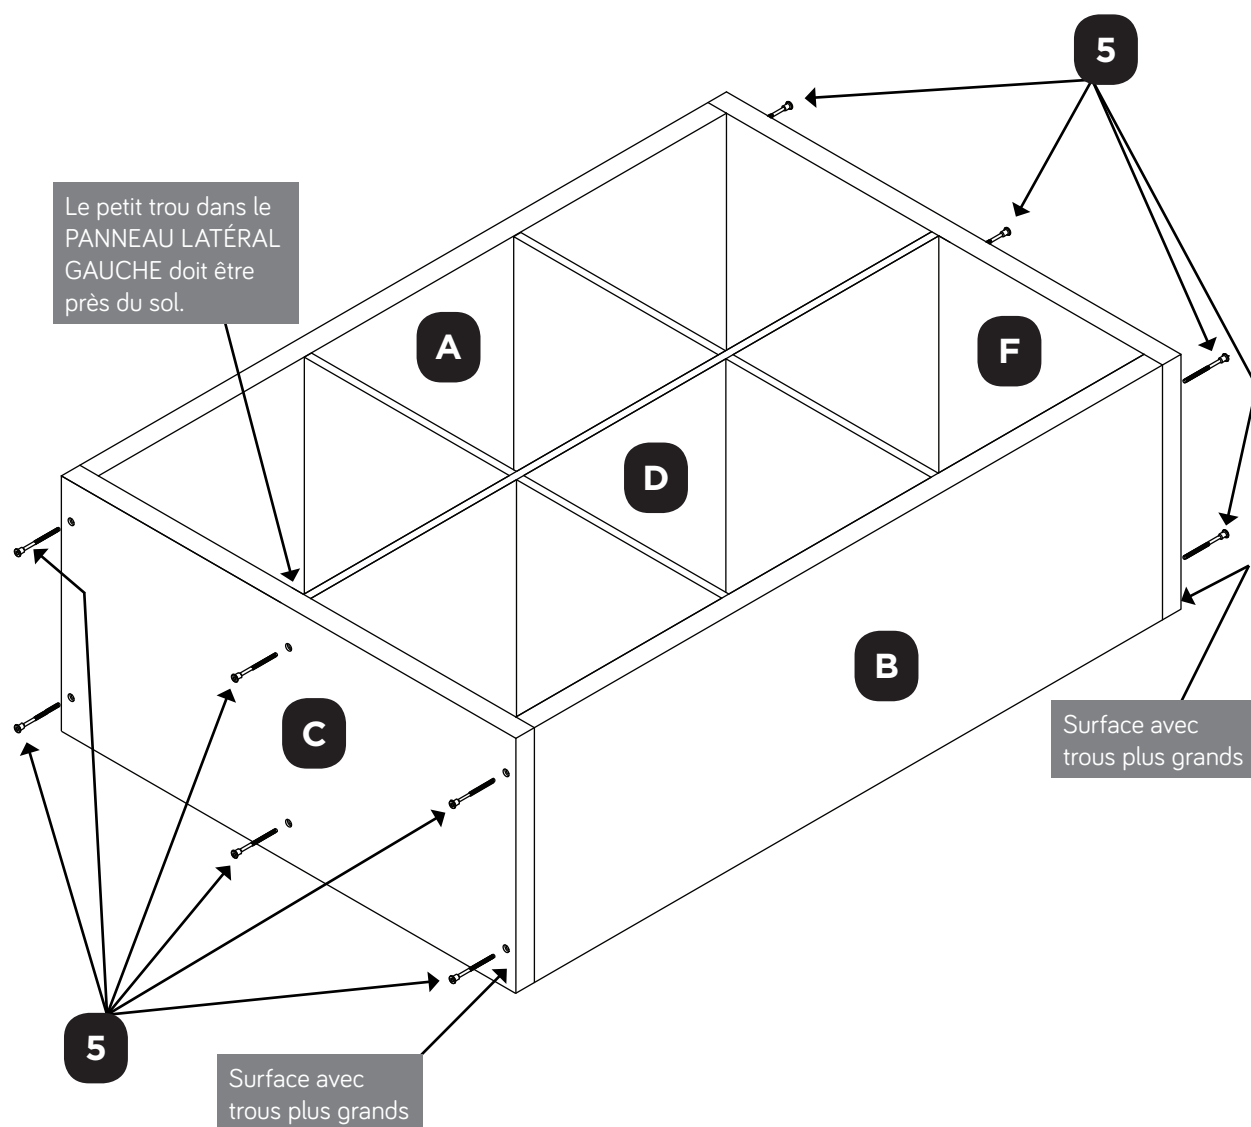 5
Le petit trou dans le
PANNEAU LATÉRAL
GAUCHE doit être
près du sol.
A
F
D
B
C
Surface avec
trous plus grands
5
Surface avec
trous plus grands